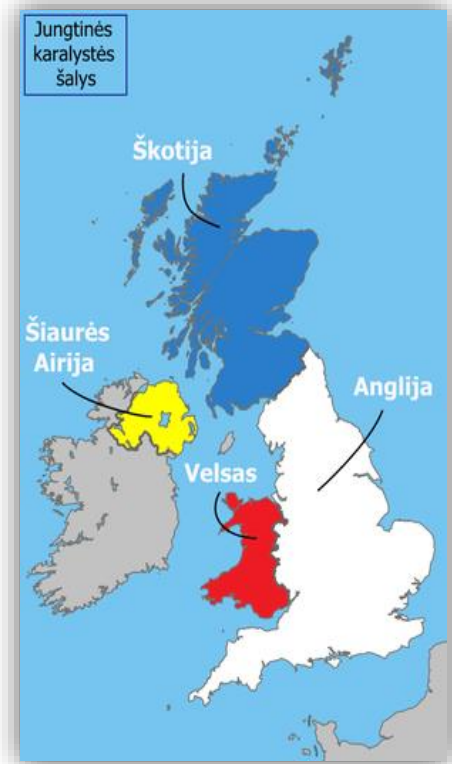 Jungtinės
karalystės
šalys
Škotija
Šiaurės
Airija
Anglija
Velsas